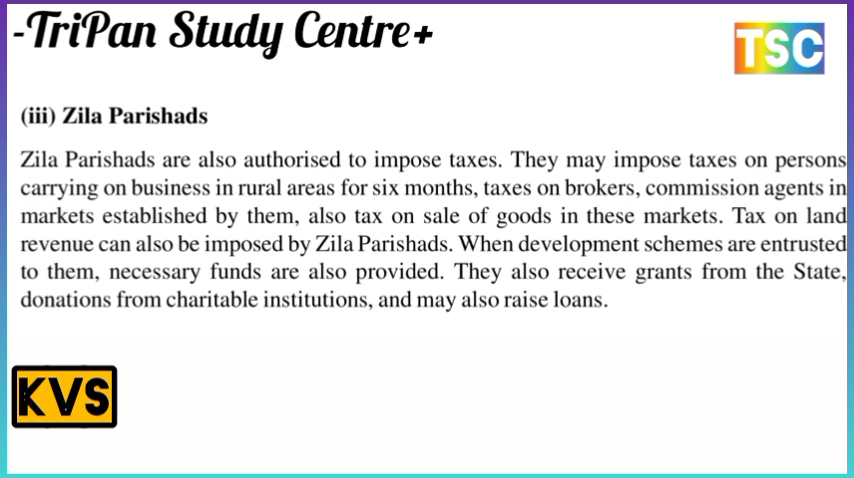 -TriPan Study Centre+
TSC
(iii) Zila Parishads
Zila Parishads are also authorised to impose taxes. They may impose taxes on persons
carrying on business in rural areas for six months, taxes on brokers, commission agents in
markets established by them, also tax on sale of goods in these markets. Tax on land
revenue can also be imposed by Zila Parishads. When development schemes are entrusted
to them, necessary funds are also provided. They also receive grants from the State,
donations from charitable institutions, and may also raise loans.
KVS